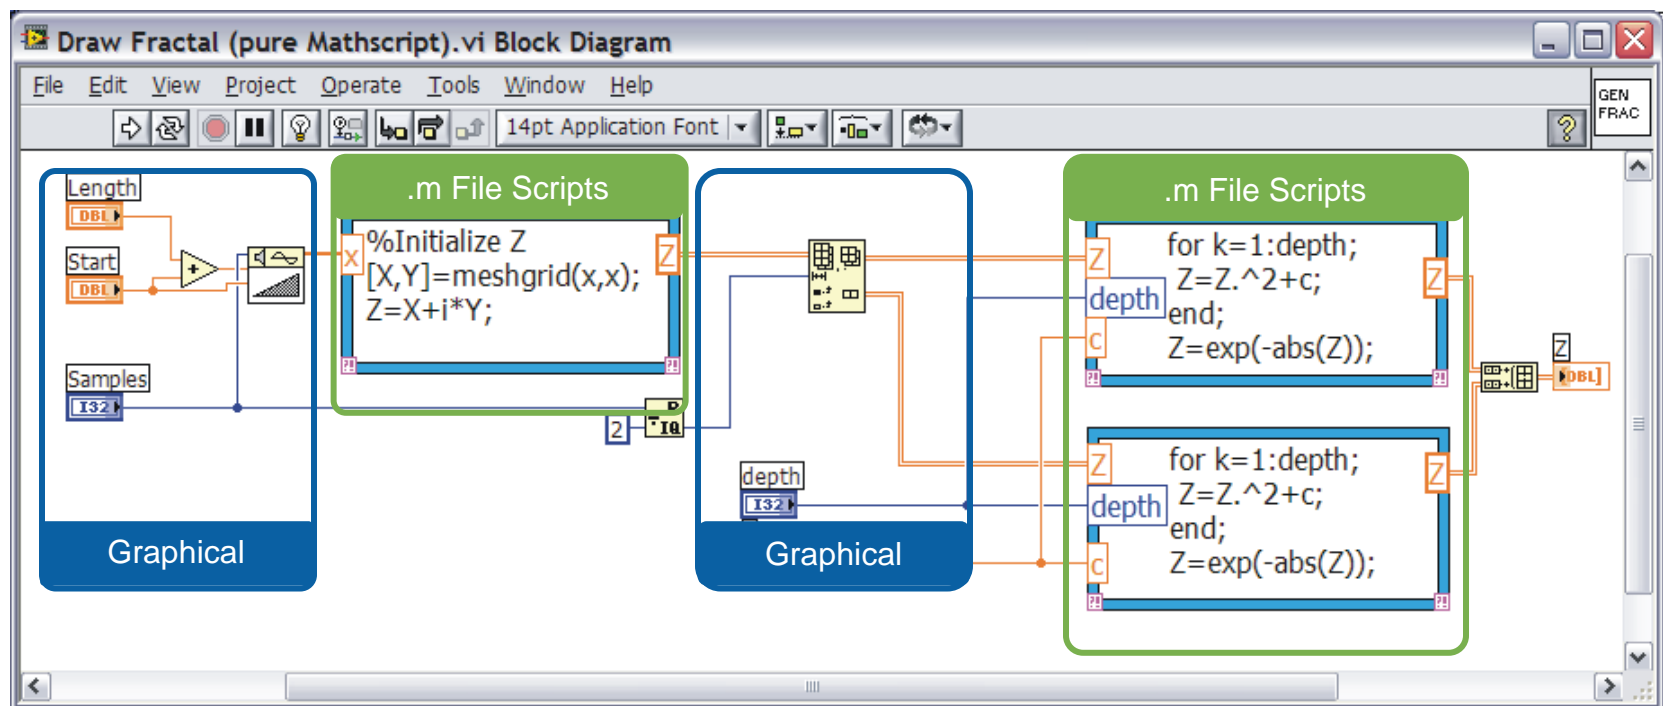 Draw Fractal (pure Mathscript).vi Block Diagram
File Edit View Project Operate Tools Window Help
GEN
FRAC
14pt Application Font
?
Length
DBL
Start
DBL
Samples
I32
Graphical
.m File Scripts
x
%Initialize Z
[X,Y]=meshgrid(x,x);
Z=X+i*Y;
Z
?!
?!
2
R
IQ
depth
I32
Graphical
.m File Scripts
Z
depth
c
for k=1:depth;
Z=Z.^2+c;
end;
Z=exp(-abs(Z));
Z
?!
?!
Z
depth
c
for k=1:depth;
Z=Z.^2+c;
end;
Z=exp(-abs(Z));
Z
?!
?!
Z
DBL]